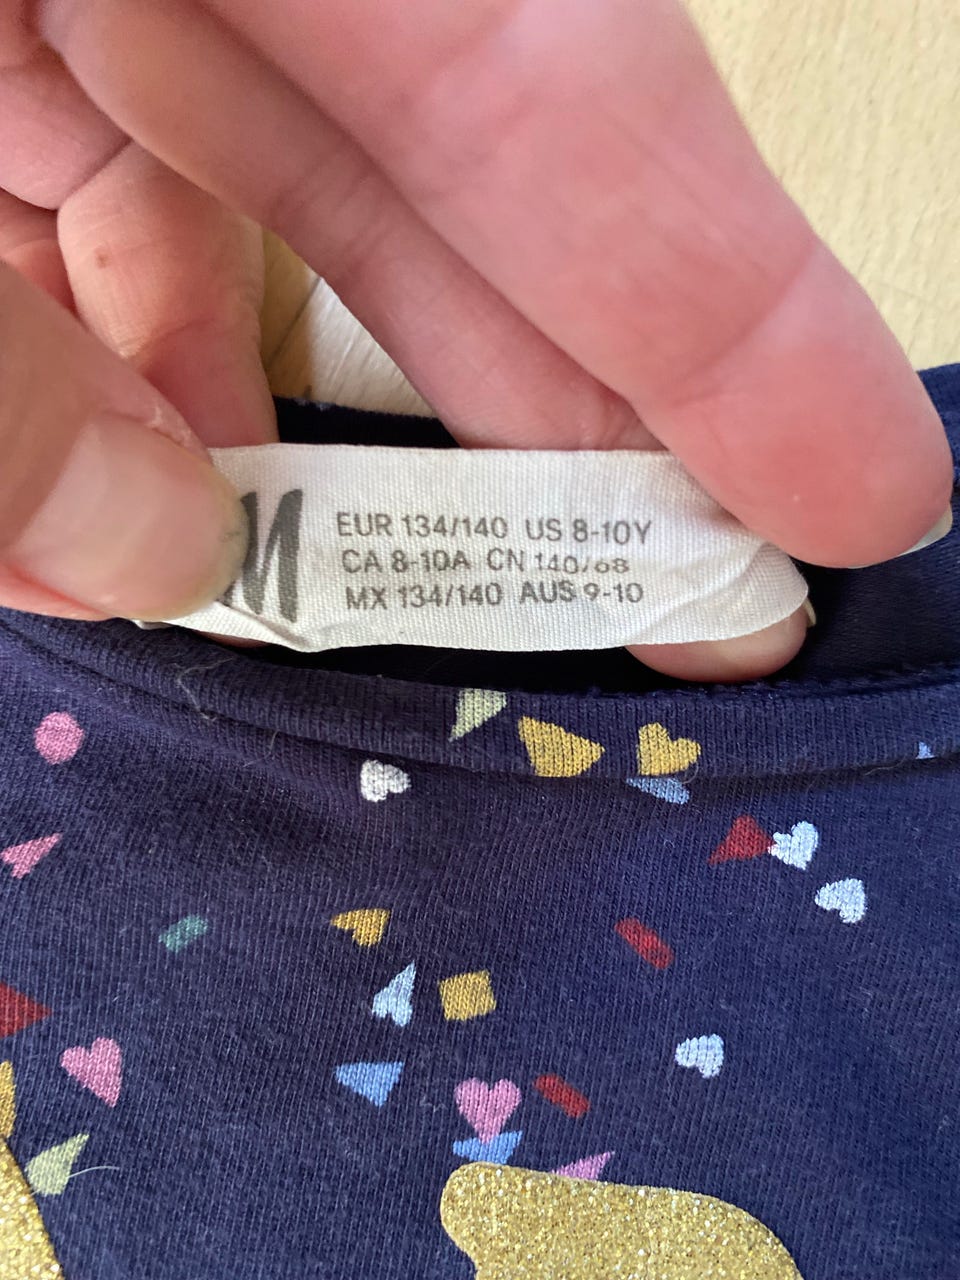 M
EUR 134/140 US 8-10Y
CA 8-10A CN 140/68
MX 134/140 AUS 9-10